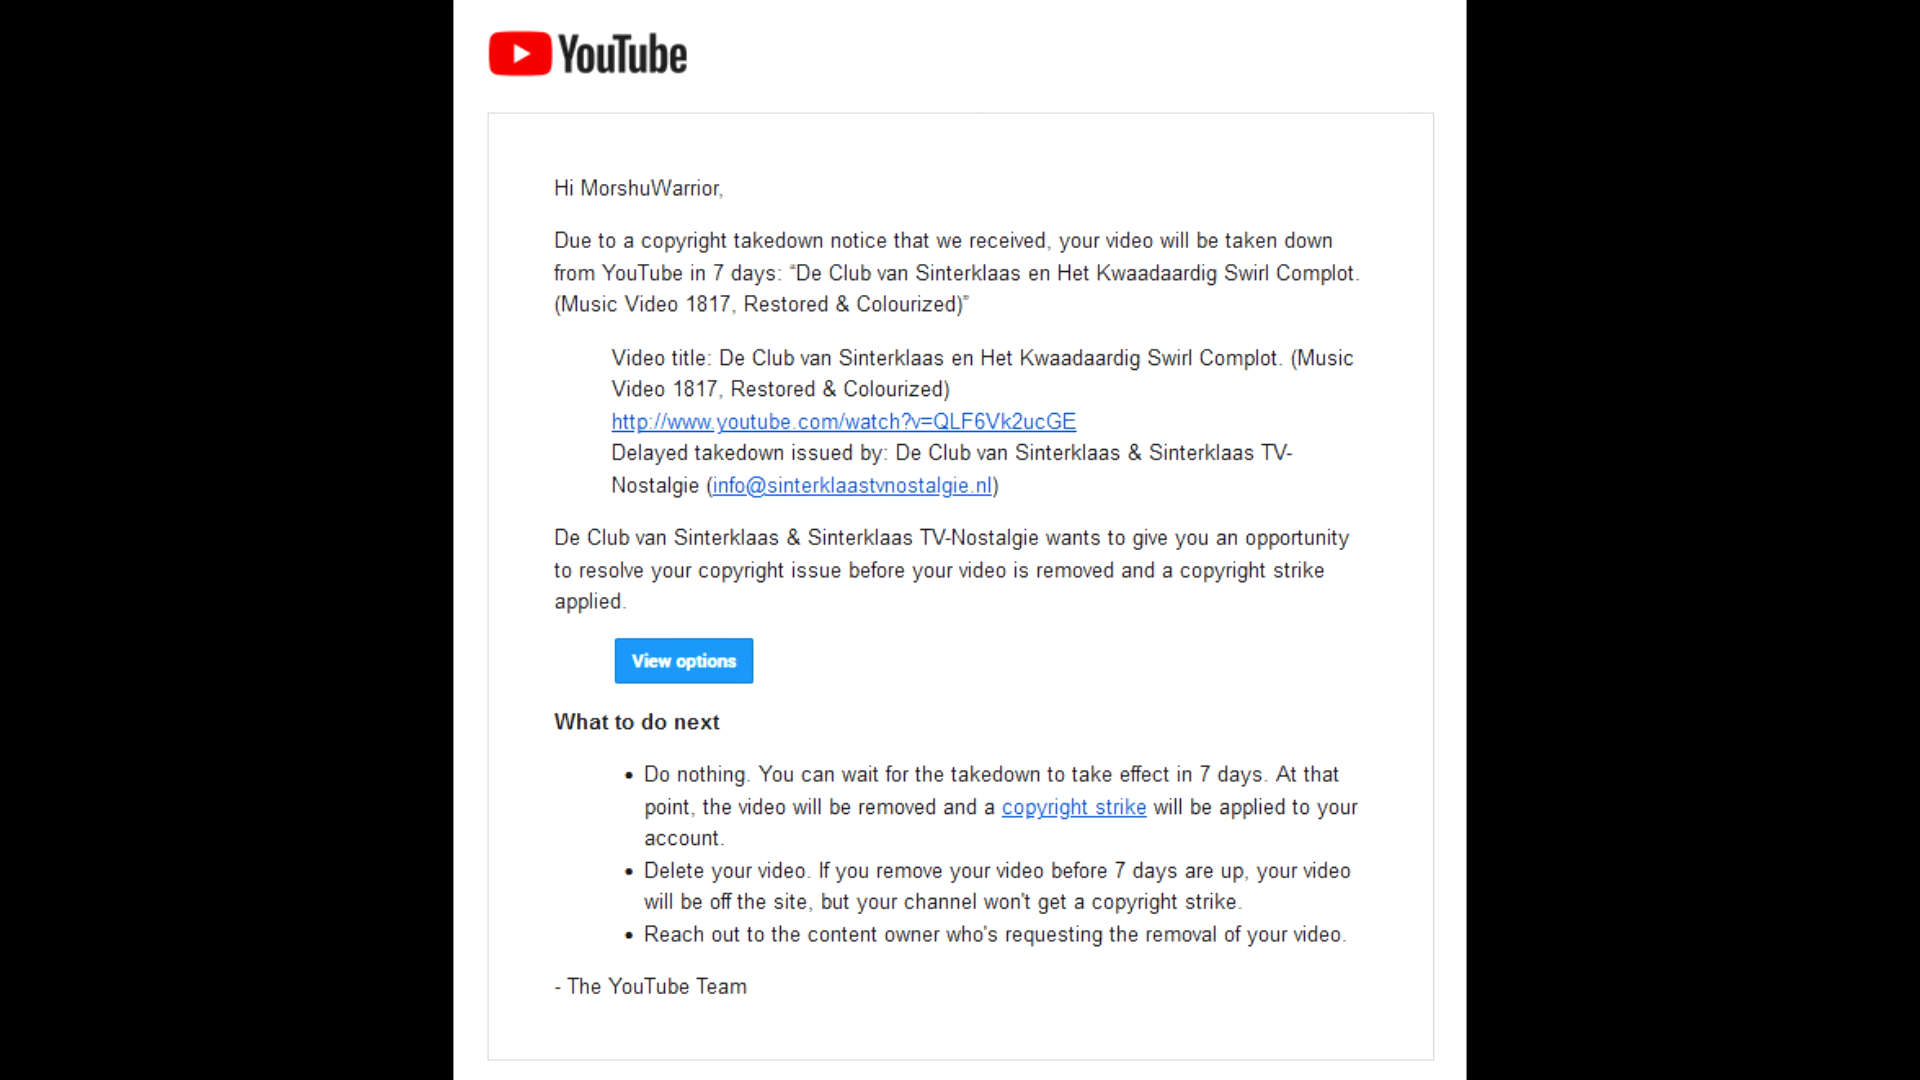 YouTube
Hi MorshuWarrior,
Due to a copyright takedown notice that we received, your video will be taken down
from YouTube in 7 days: “De Club van Sinterklaas en Het Kwaadaardig Swirl Complot.
(Music Video 1817, Restored & Colourized)”
Video title: De Club van Sinterklaas en Het Kwaadaardig Swirl Complot. (Music
Video 1817, Restored & Colourized)
http://www.youtube.com/watch?v=QLF6Vk2ucGE
Delayed takedown issued by: De Club van Sinterklaas & Sinterklaas TV-
Nostalgie (info@sinterklaastvnostalgie.nl)
De Club van Sinterklaas & Sinterklaas TV-Nostalgie wants to give you an opportunity
to resolve your copyright issue before your video is removed and a copyright strike
applied.
View options
What to do next
• Do nothing. You can wait for the takedown to take effect in 7 days. At that
point, the video will be removed and a copyright strike will be applied to your
account.
• Delete your video. If you remove your video before 7 days are up, your video
will be off the site, but your channel won't get a copyright strike.
• Reach out to the content owner who's requesting the removal of your video.
- The YouTube Team